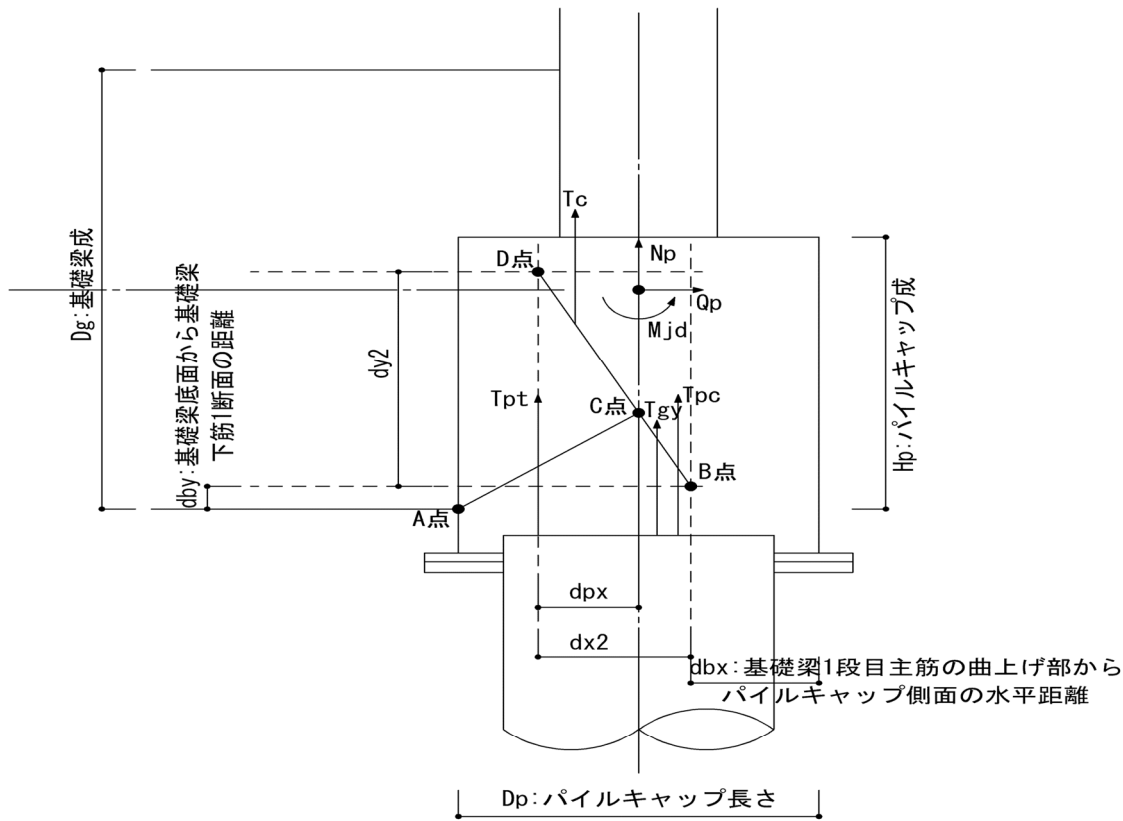 Tc
D点
Np
Qp
Mjd
Dg:基礎梁成
dby:基礎梁底面から基礎梁
下筋1断面の距離
dy2
Tpt
C点
Tgy
Tpc
Hp:パイルキャップ成
B点
A点
dpx
dx2
dbx:基礎梁1段目主筋の曲上げ部から
パイルキャップ側面の水平距離
Dp:パイルキャップ長さ